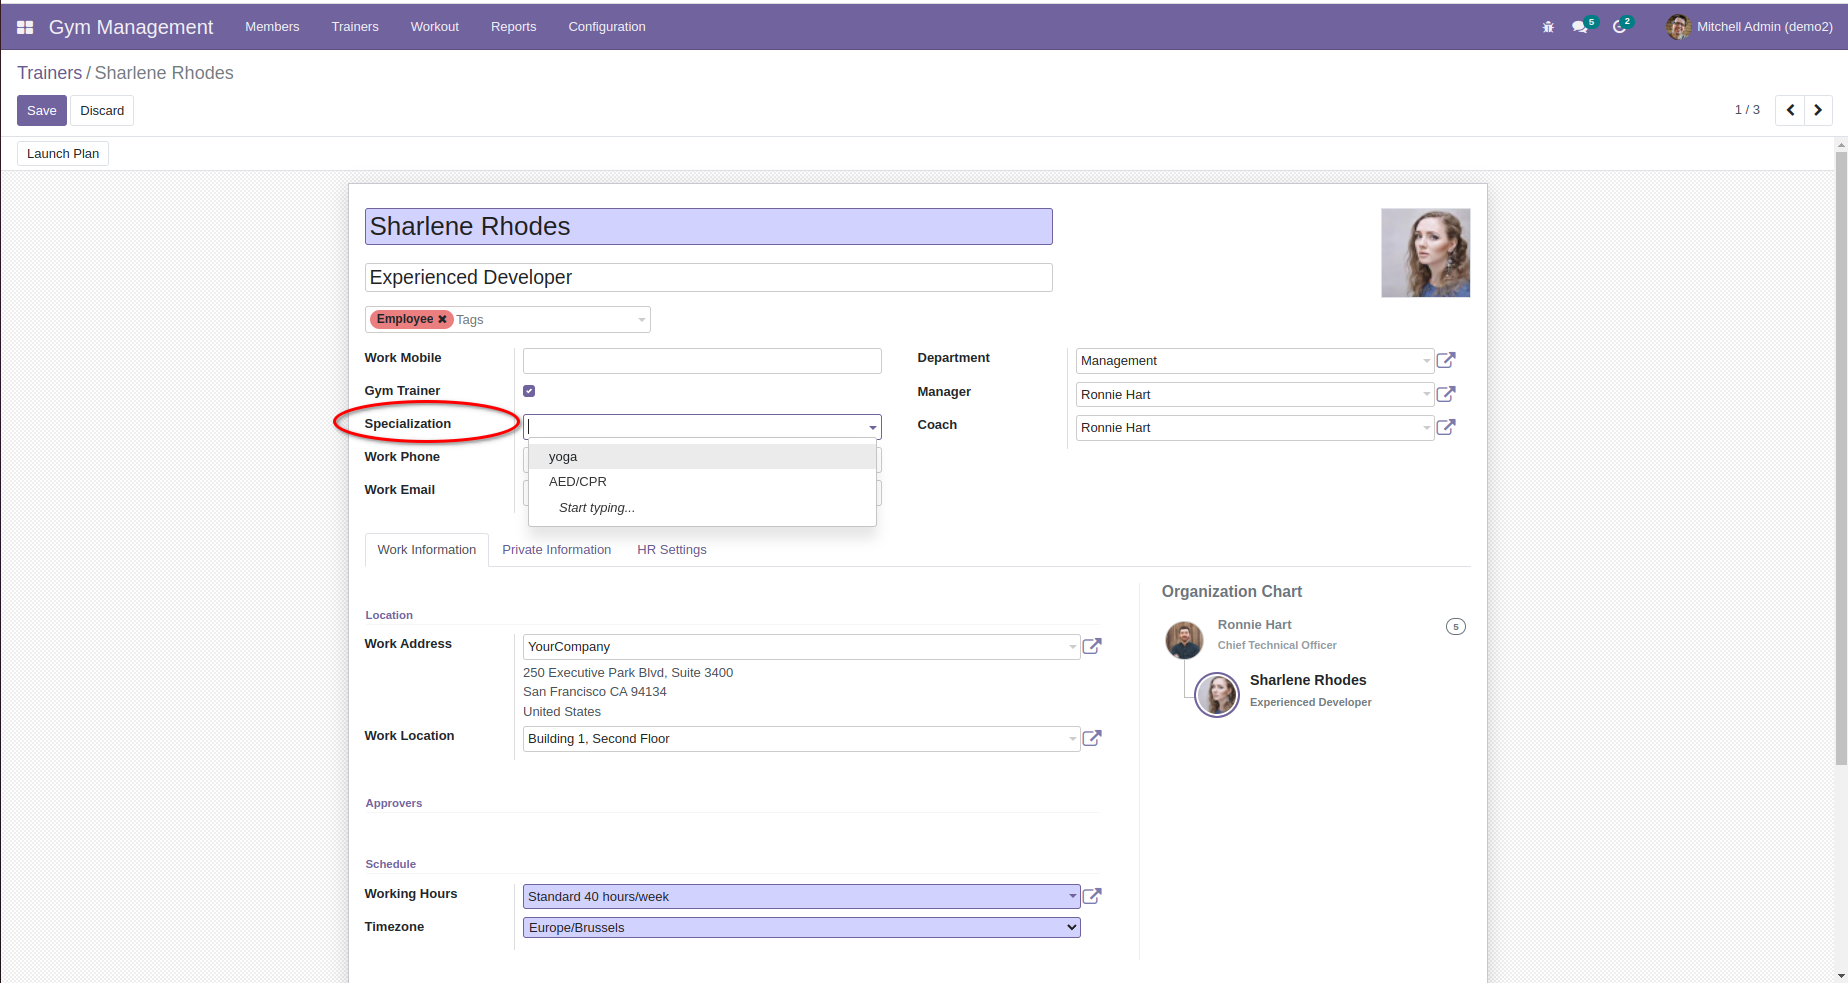 Gym Management Members Trainers Workout Reports Configuration 5 2 Mitchell Admin (demo2)
Trainers / Sharlene Rhodes
Save Discard 1 / 3
Launch Plan
Sharlene Rhodes
Experienced Developer
Employee ✖ Tags
Work Mobile
Gym Trainer
Specialization
yoga
AED/CPR
Start typing...
Work Phone
Work Email
Department Management
Manager Ronnie Hart
Coach Ronnie Hart
Work Information Private Information HR Settings
Location
Work Address YourCompany
250 Executive Park Blvd, Suite 3400
San Francisco CA 94134
United States
Work Location Building 1, Second Floor
Approvers
Schedule
Working Hours Standard 40 hours/week
Timezone Europe/Brussels
Organization Chart
Ronnie Hart 5
Chief Technical Officer
Sharlene Rhodes
Experienced Developer